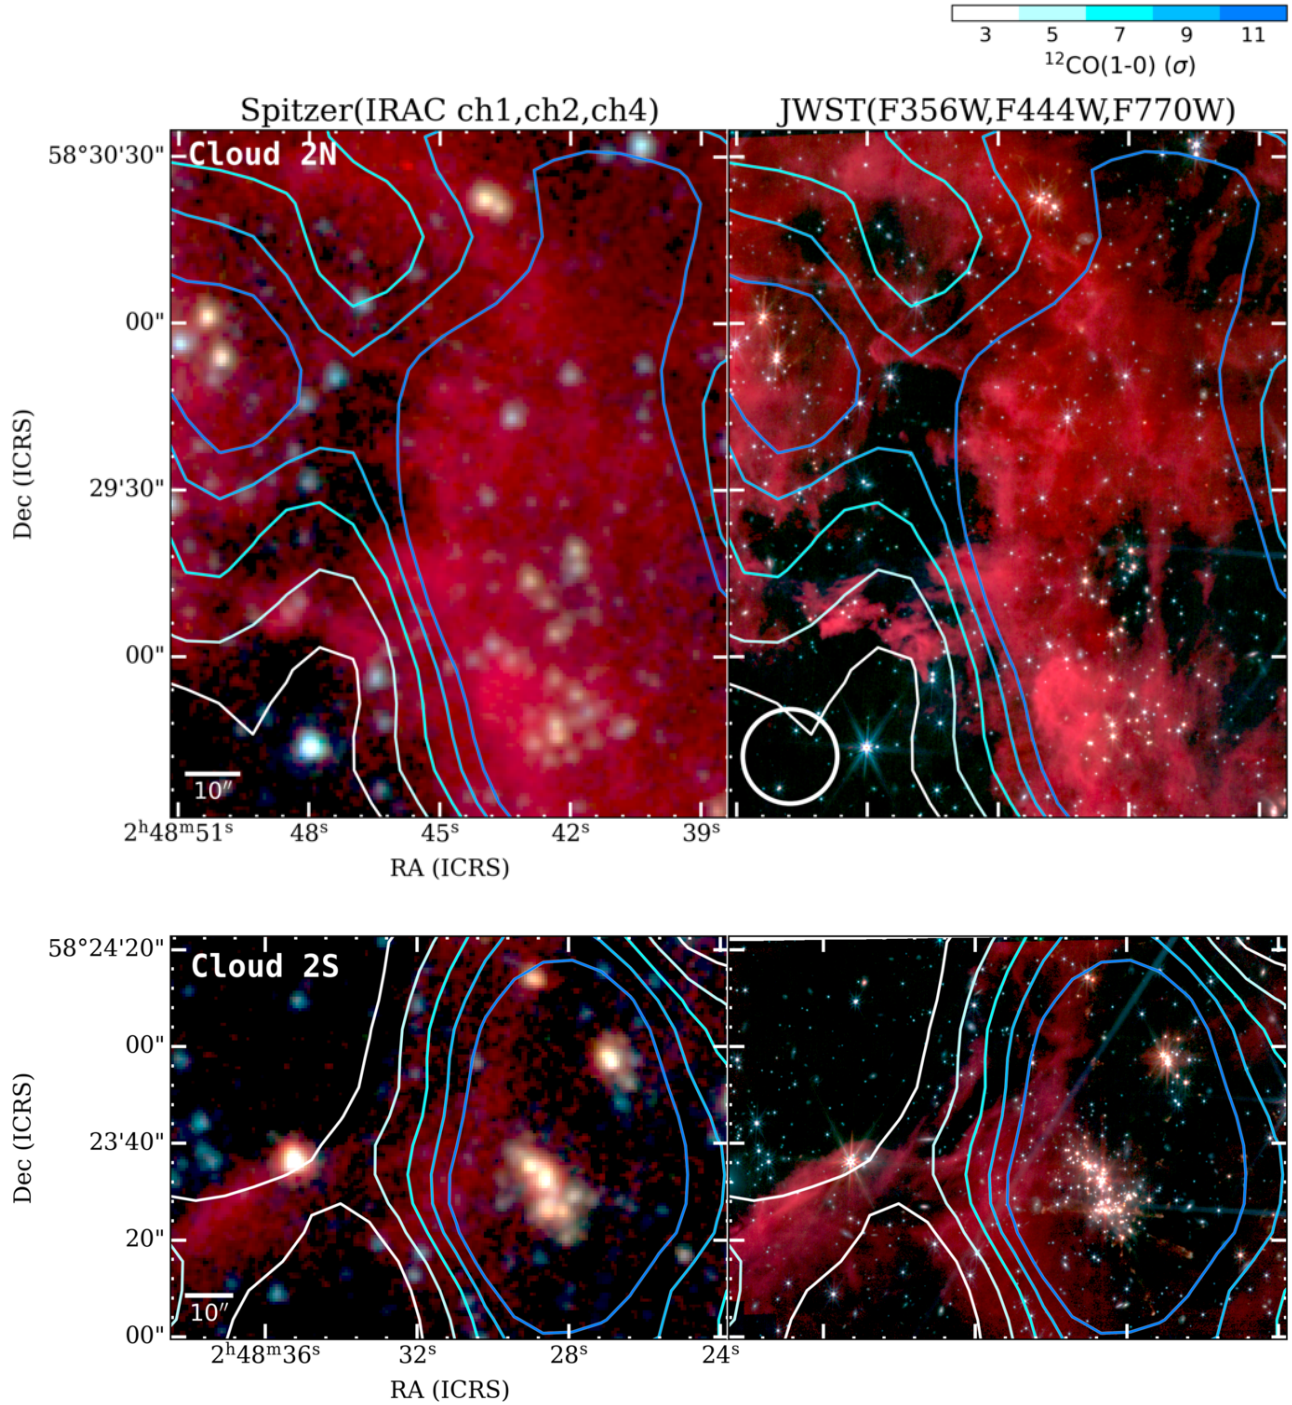 3 5 7 9 11
¹²CO(1-0) (σ)
Spitzer(IRAC ch1,ch2,ch4) JWST(F356W,F444W,F770W)
Cloud 2N
58°30'30"
00"
29'30"
00"
Dec (ICRS)
10″
2ʰ48ᵐ51ˢ 48ˢ 45ˢ 42ˢ 39ˢ
RA (ICRS)
Cloud 2S
58°24'20"
00"
23'40"
20"
00"
Dec (ICRS)
10″
2ʰ48ᵐ36ˢ 32ˢ 28ˢ 24ˢ
RA (ICRS)